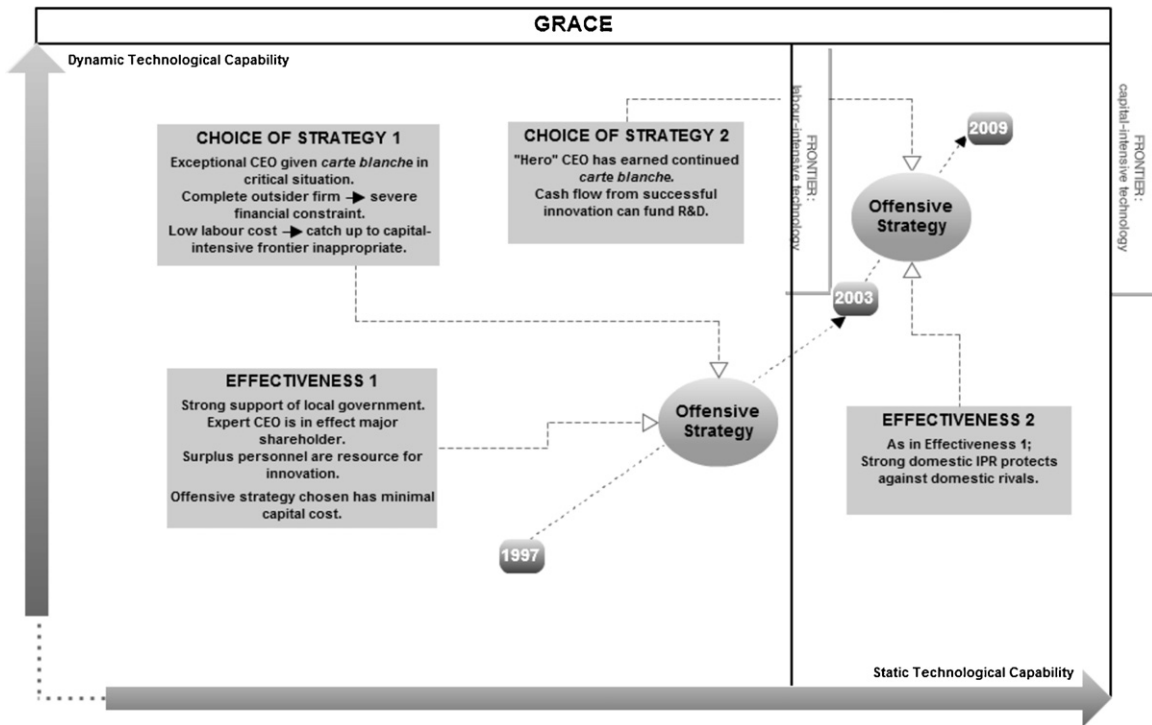 GRACE
Dynamic Technological Capability
CHOICE OF STRATEGY 1
Exceptional CEO given carte blanche in
critical situation.
Complete outsider firm → severe
financial constraint.
Low labour cost → catch up to capital-
intensive frontier inappropriate.
CHOICE OF STRATEGY 2
"Hero" CEO has earned continued
carte blanche.
Cash flow from successful
innovation can fund R&D.
FRONTIER:
labour-intensive technology
2009
FRONTIER:
capital-intensive technology
Offensive
Strategy
2003
EFFECTIVENESS 1
Strong support of local government.
Expert CEO is in effect major
shareholder.
Surplus personnel are resource for
innovation.
Offensive strategy chosen has minimal
capital cost.
Offensive
Strategy
EFFECTIVENESS 2
As in Effectiveness 1;
Strong domestic IPR protects
against domestic rivals.
1997
Static Technological Capability